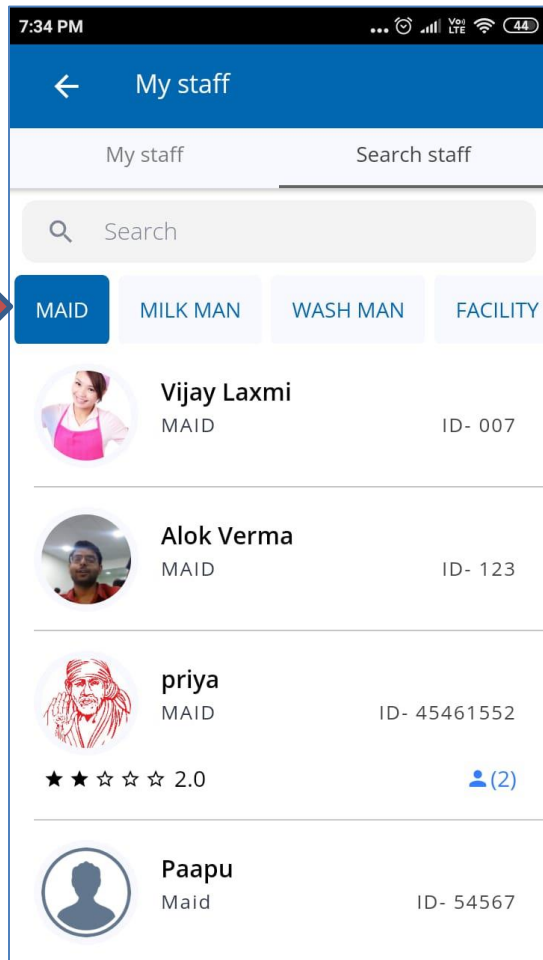 7:34 PM ... Vo) LTE 44
My staff
My staff Search staff
Search
MAID MILK MAN WASH MAN FACILITY
Vijay Laxmi
MAID ID- 007
Alok Verma
MAID ID- 123
priya
MAID ID- 45461552
2.0 (2)
Paapu
Maid ID- 54567